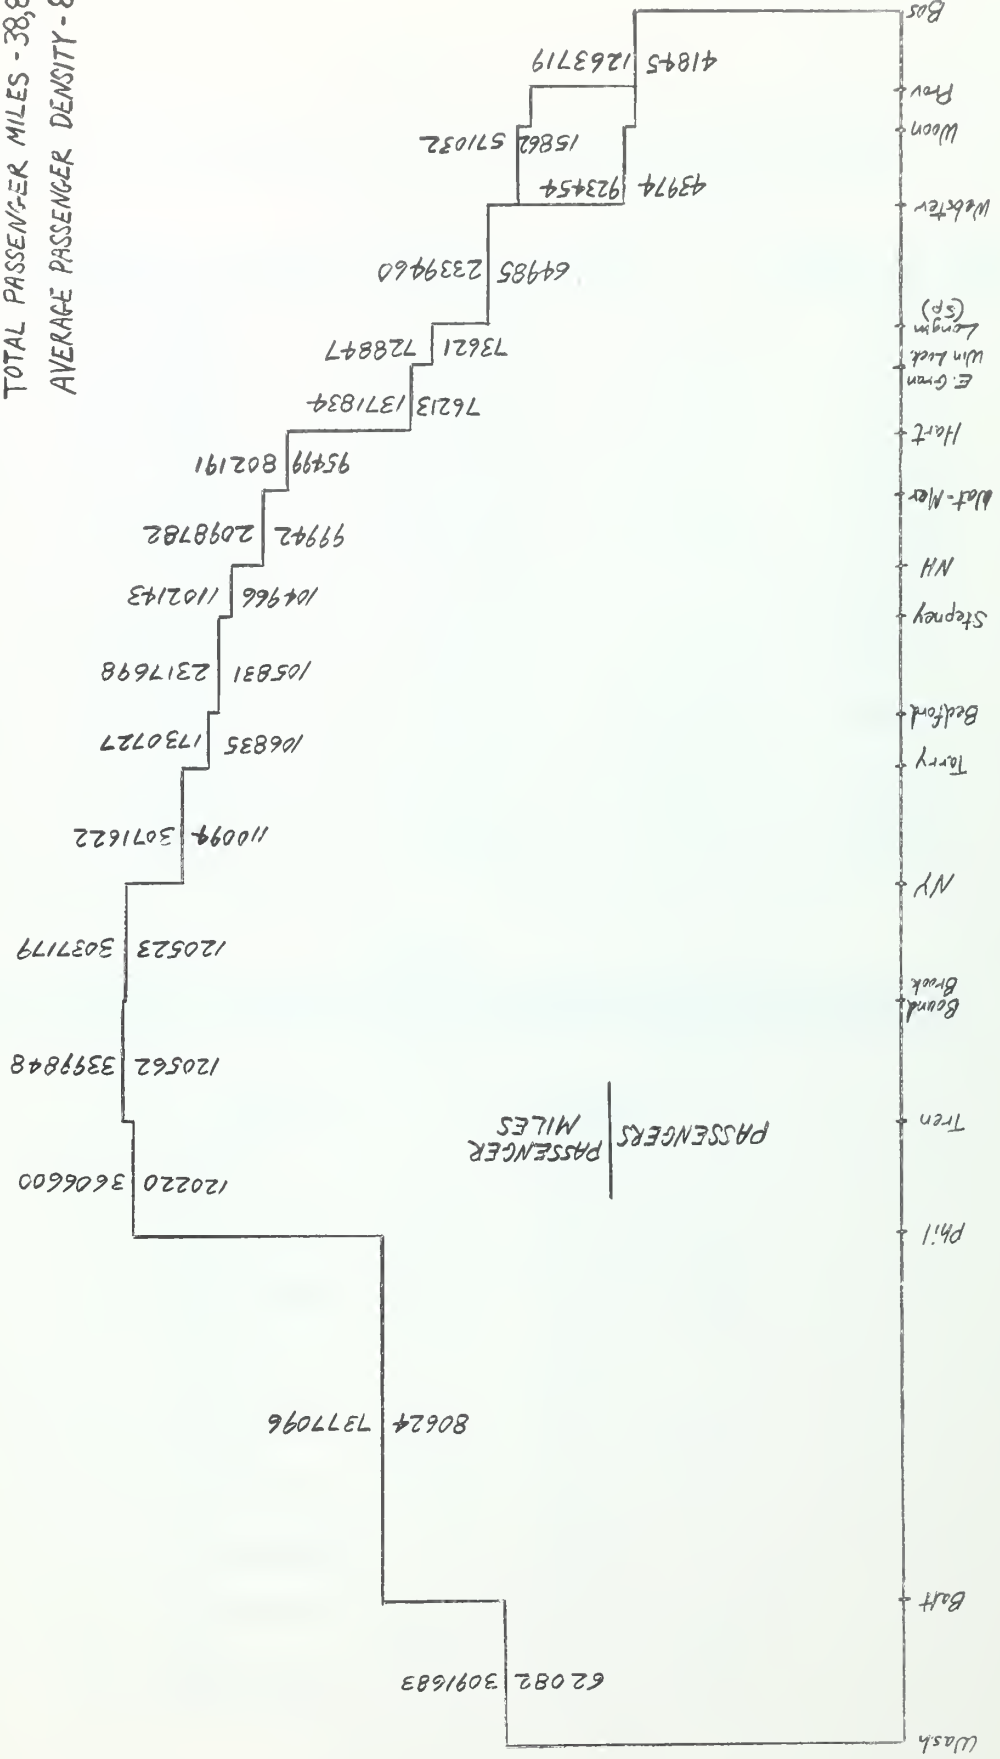 TOTAL PASSENGER MILES - 38,8
AVERAGE PASSENGER DENSITY - 8
Wash
62082 3091683
Balt
80624 7377096
Phil
120220 3606600
Tren
PASSENGERS
PASSENGER
MILES
120562 3399848
Bound
Brook
120523 3037179
NY
110094 3071622
Tarry
106835 1730727
Bedford
105831 2317698
Stepney
104966 1102143
NH
99942 2098782
Wat-Mer
95499 802191
Hart
76213 1371834
E. Gran
Win Lock
73621 728847
Longm
(Sp)
64985 2339460
Webster
43974 923454
15862 571032
Woon
Prov
41845 1263719
Bos